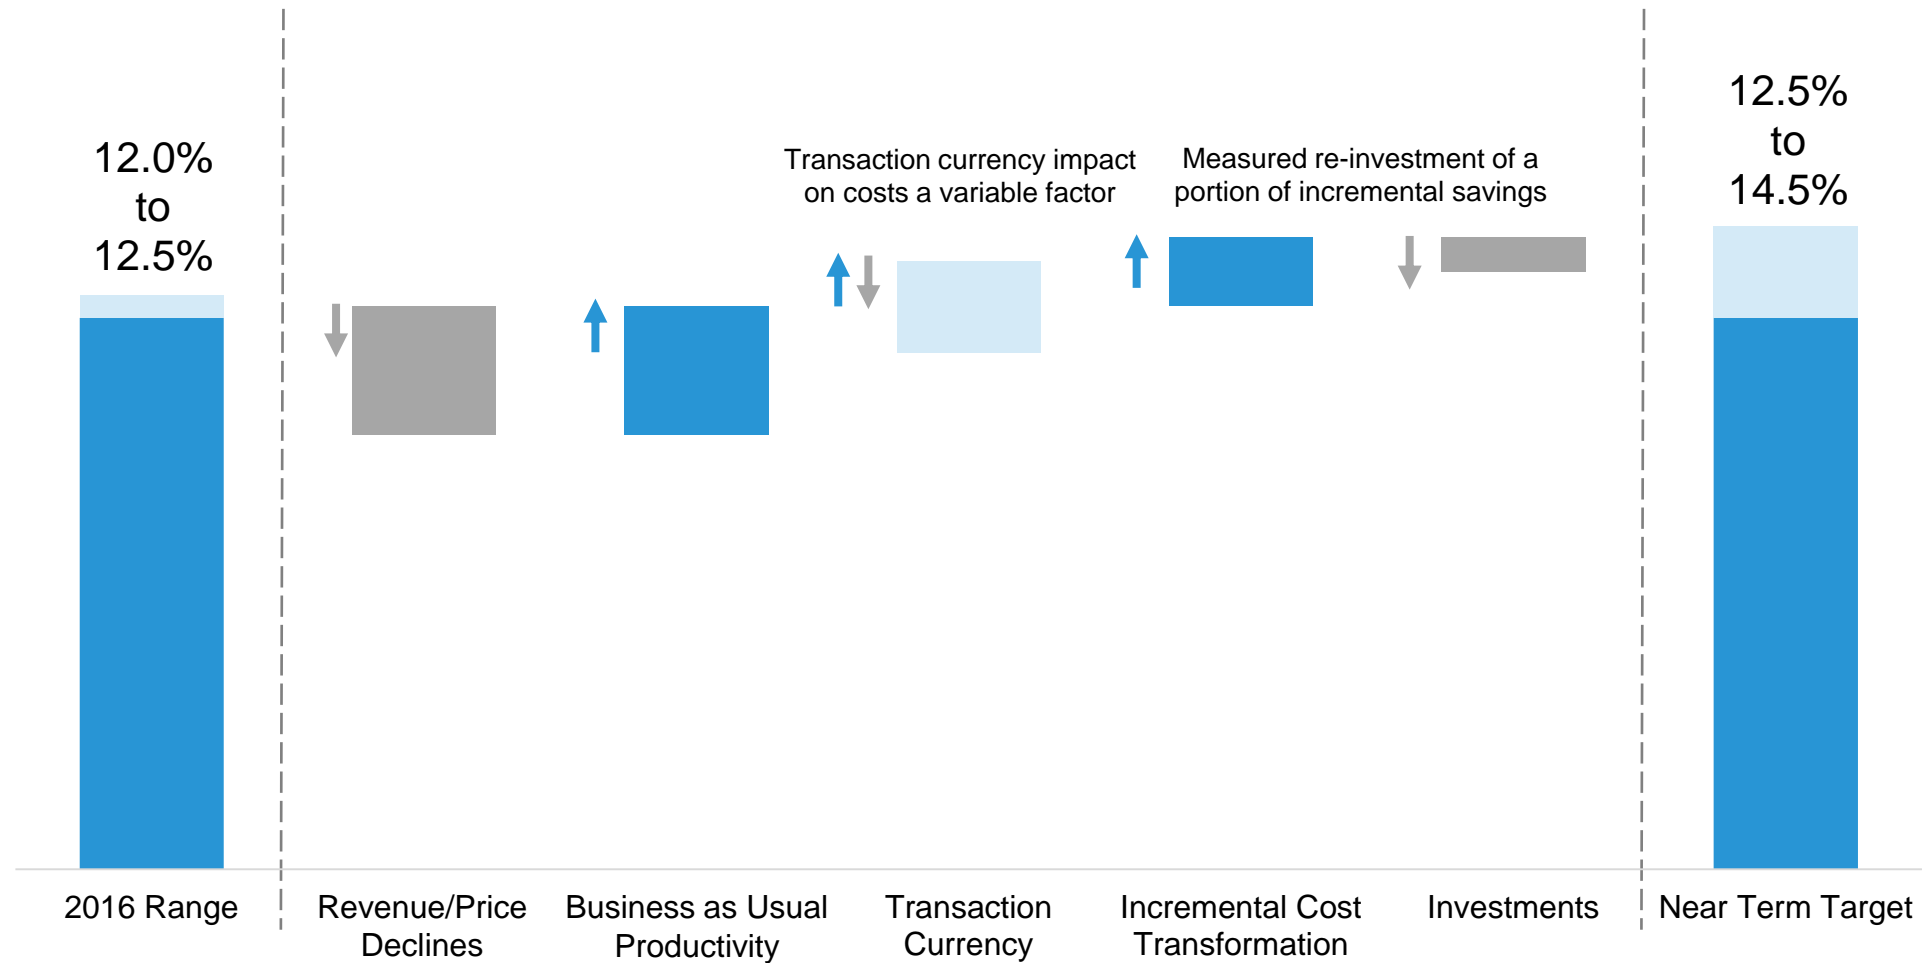 12.0%
to
12.5%
Transaction currency impact
on costs a variable factor
Measured re-investment of a
portion of incremental savings
12.5%
to
14.5%
2016 Range
Revenue/Price
Declines
Business as Usual
Productivity
Transaction
Currency
Incremental Cost
Transformation
Investments
Near Term Target